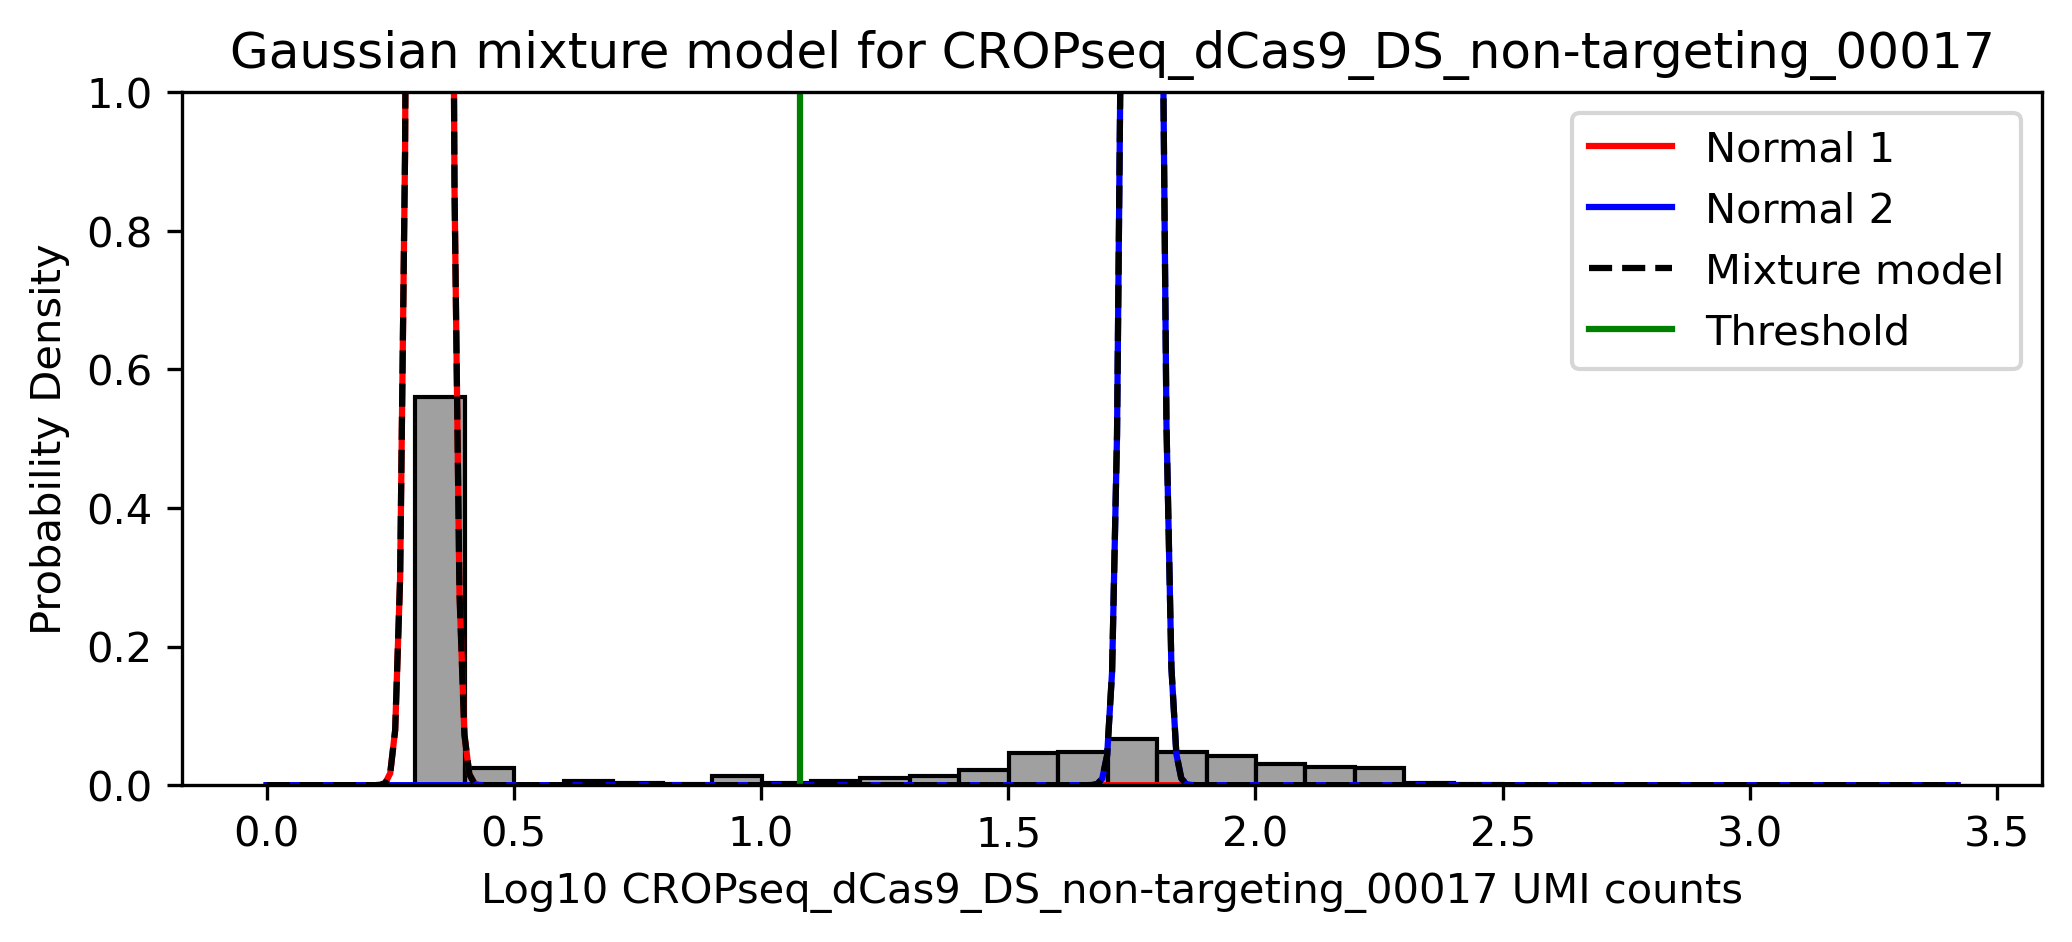 Gaussian mixture model for CROPseq_dCas9_DS_non-targeting_00017
1.0
0.8
0.6
0.4
0.2
0.0
Probability Density
Normal 1
Normal 2
Mixture model
Threshold
0.0 0.5 1.0 1.5 2.0 2.5 3.0 3.5
Log10 CROPseq_dCas9_DS_non-targeting_00017 UMI counts